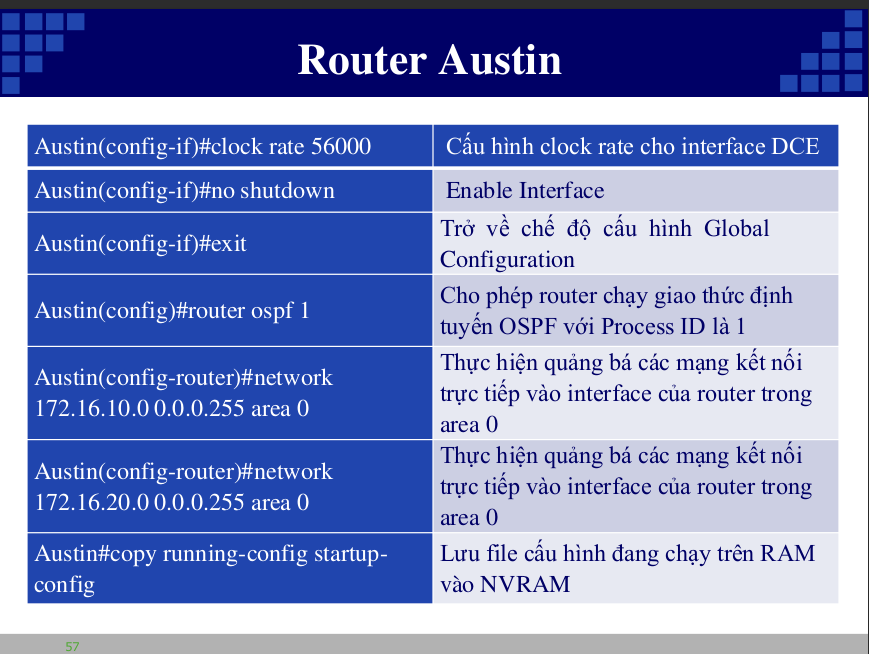 Router Austin
Austin(config-if)#clock rate 56000
Cấu hình clock rate cho interface DCE
Austin(config-if)#no shutdown
Enable Interface
Austin(config-if)#exit
Trở về chế độ cấu hình Global
Configuration
Austin(config)#router ospf 1
Cho phép router chạy giao thức định
tuyến OSPF với Process ID là 1
Austin(config-router)#network
172.16.10.0 0.0.0.255 area 0
Thực hiện quảng bá các mạng kết nối
trực tiếp vào interface của router trong
area 0
Austin(config-router)#network
172.16.20.0 0.0.0.255 area 0
Thực hiện quảng bá các mạng kết nối
trực tiếp vào interface của router trong
area 0
Austin#copy running-config startup-
config
Lưu file cấu hình đang chạy trên RAM
vào NVRAM
57